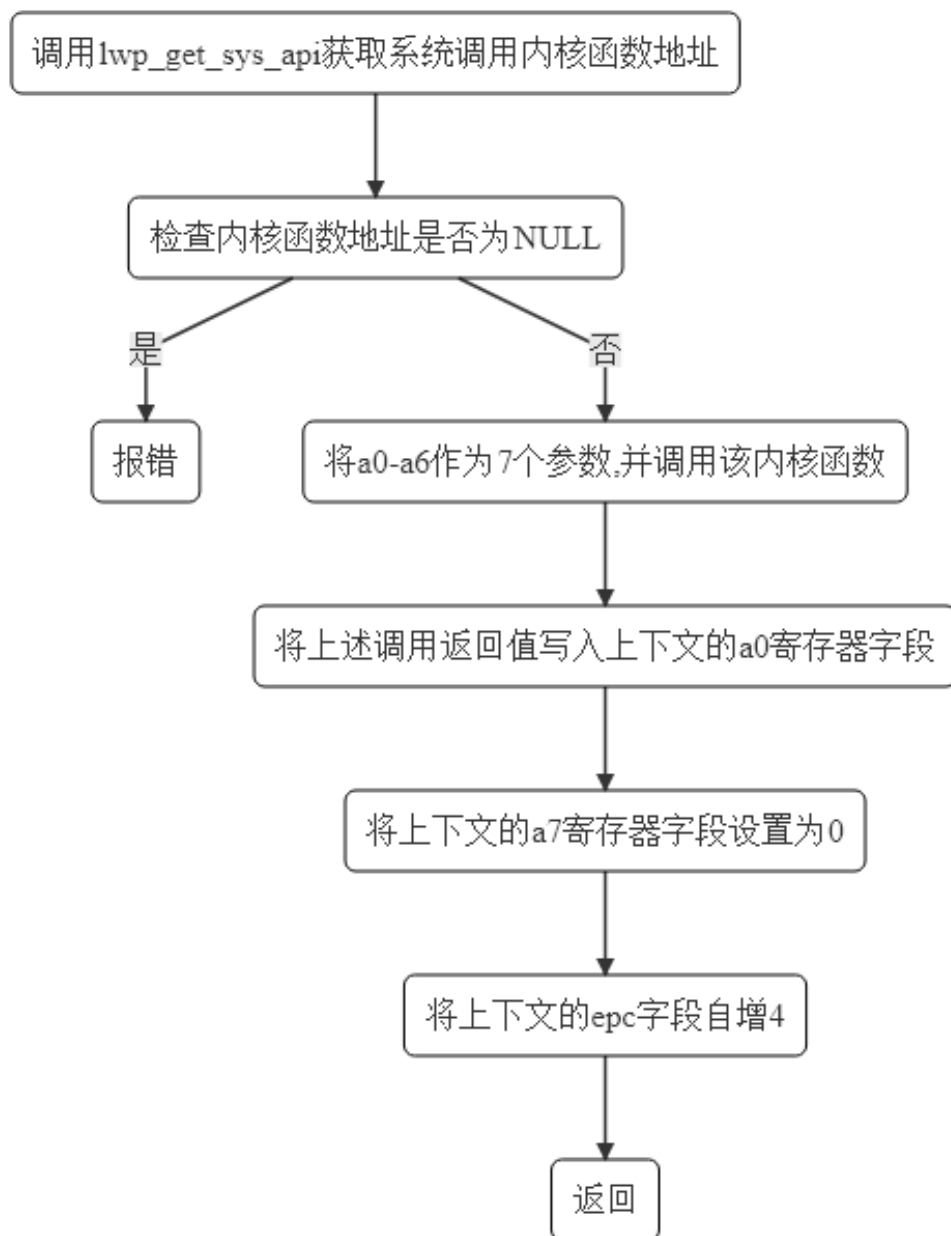 调用lwp_get_sys_api获取系统调用内核函数地址
检查内核函数地址是否为NULL
是
否
报错
将a0-a6作为7个参数,并调用该内核函数
将上述调用返回值写入上下文的a0寄存器字段
将上下文的a7寄存器字段设置为0
将上下文的epc字段自增4
返回